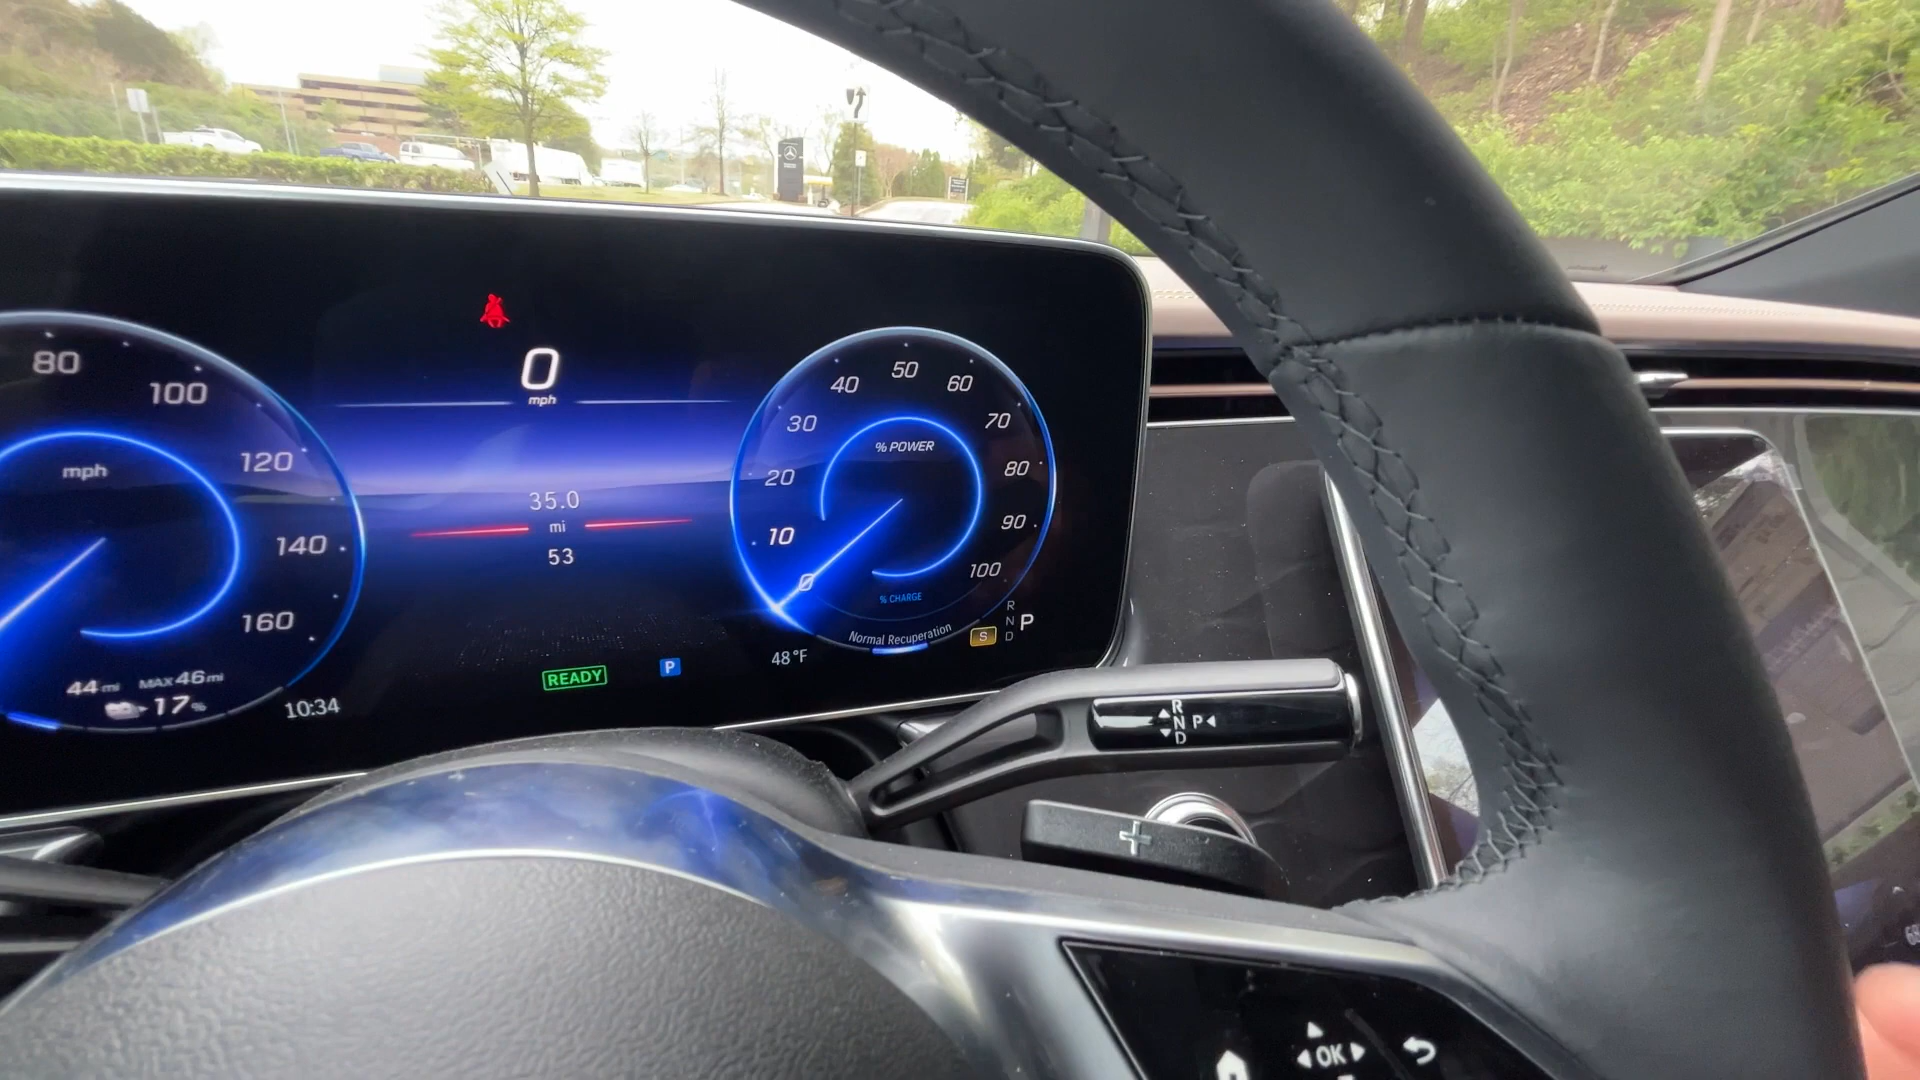 80
100
120
140
160
mph
44 mi MAX 46 mi
17%
10:34
0
mph
35.0
mi
53
READY
P
48°F
0
10
20
30
40
50
60
70
80
90
100
% POWER
% CHARGE
Normal Recuperation
S
R
N
D
P
R
N P
D
+
OK